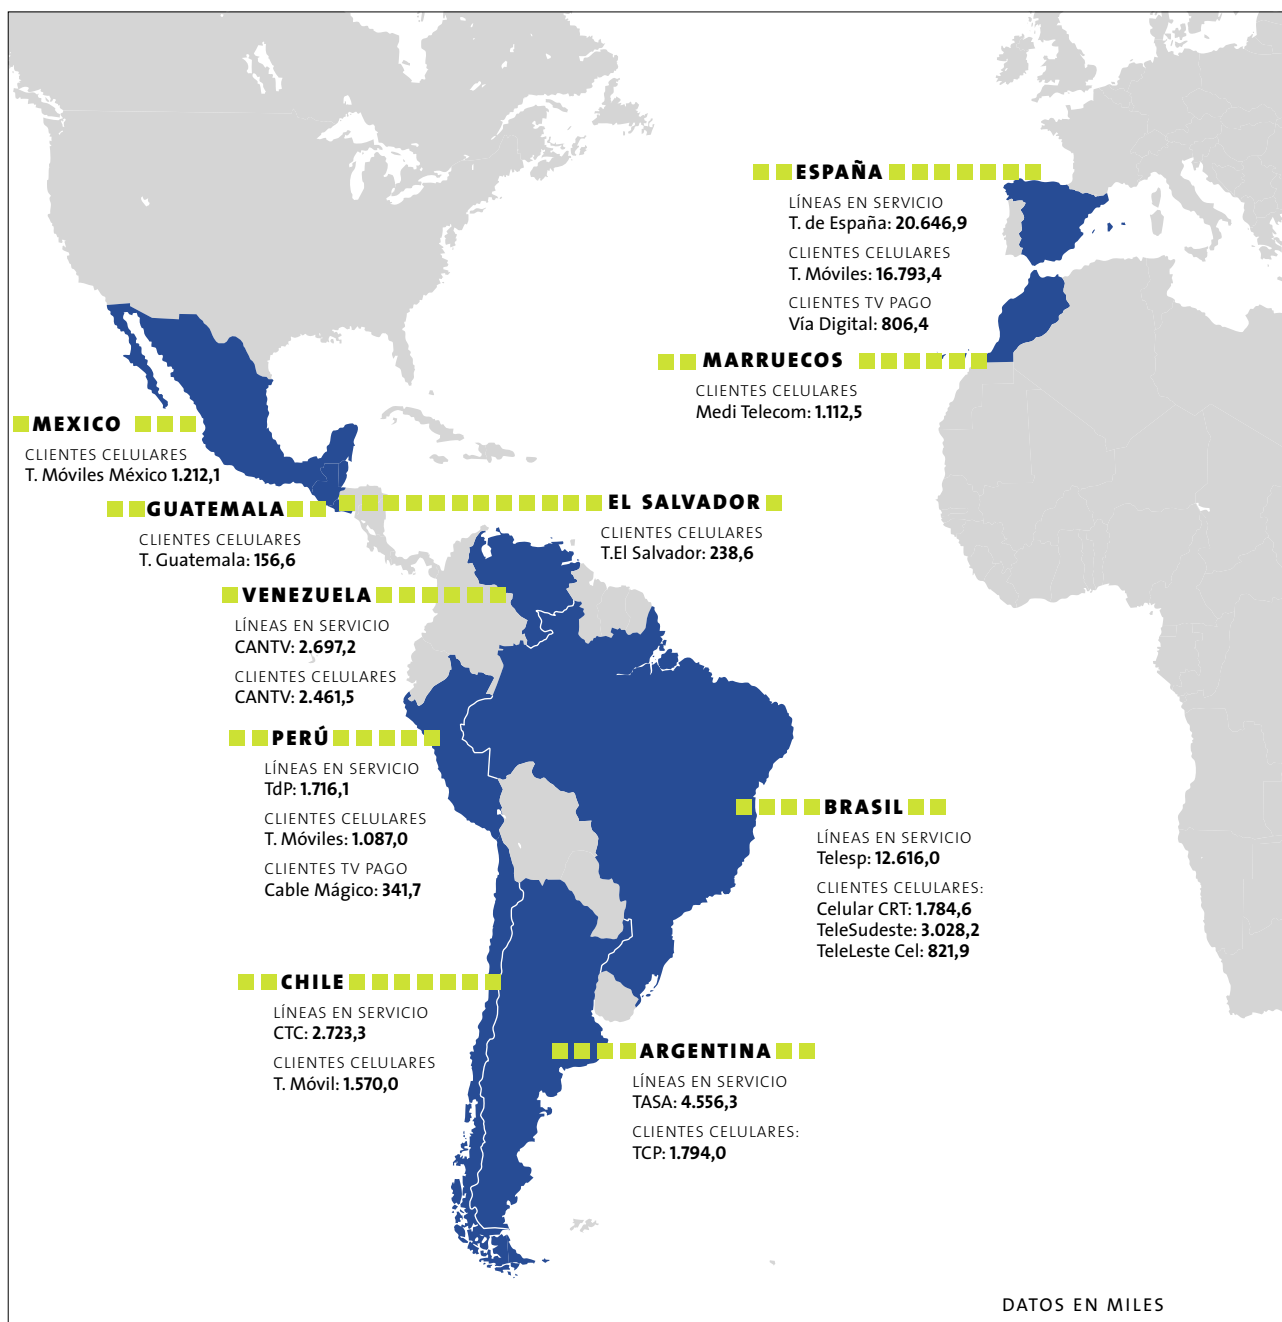 ESPAÑA
LÍNEAS EN SERVICIO
T. de España: 20.646,9
CLIENTES CELULARES
T. Móviles: 16.793,4
CLIENTES TV PAGO
Vía Digital: 806,4
MARRUECOS
CLIENTES CELULARES
Medi Telecom: 1.112,5
MEXICO
CLIENTES CELULARES
T. Móviles México 1.212,1
GUATEMALA
CLIENTES CELULARES
T. Guatemala: 156,6
EL SALVADOR
CLIENTES CELULARES
T.El Salvador: 238,6
VENEZUELA
LÍNEAS EN SERVICIO
CANTV: 2.697,2
CLIENTES CELULARES
CANTV: 2.461,5
PERÚ
LÍNEAS EN SERVICIO
TdP: 1.716,1
CLIENTES CELULARES
T. Móviles: 1.087,0
CLIENTES TV PAGO
Cable Mágico: 341,7
BRASIL
LÍNEAS EN SERVICIO
Telesp: 12.616,0
CLIENTES CELULARES:
Celular CRT: 1.784,6
TeleSudeste: 3.028,2
TeleLeste Cel: 821,9
CHILE
LÍNEAS EN SERVICIO
CTC: 2.723,3
CLIENTES CELULARES
T. Móvil: 1.570,0
ARGENTINA
LÍNEAS EN SERVICIO
TASA: 4.556,3
CLIENTES CELULARES:
TCP: 1.794,0
DATOS EN MILES